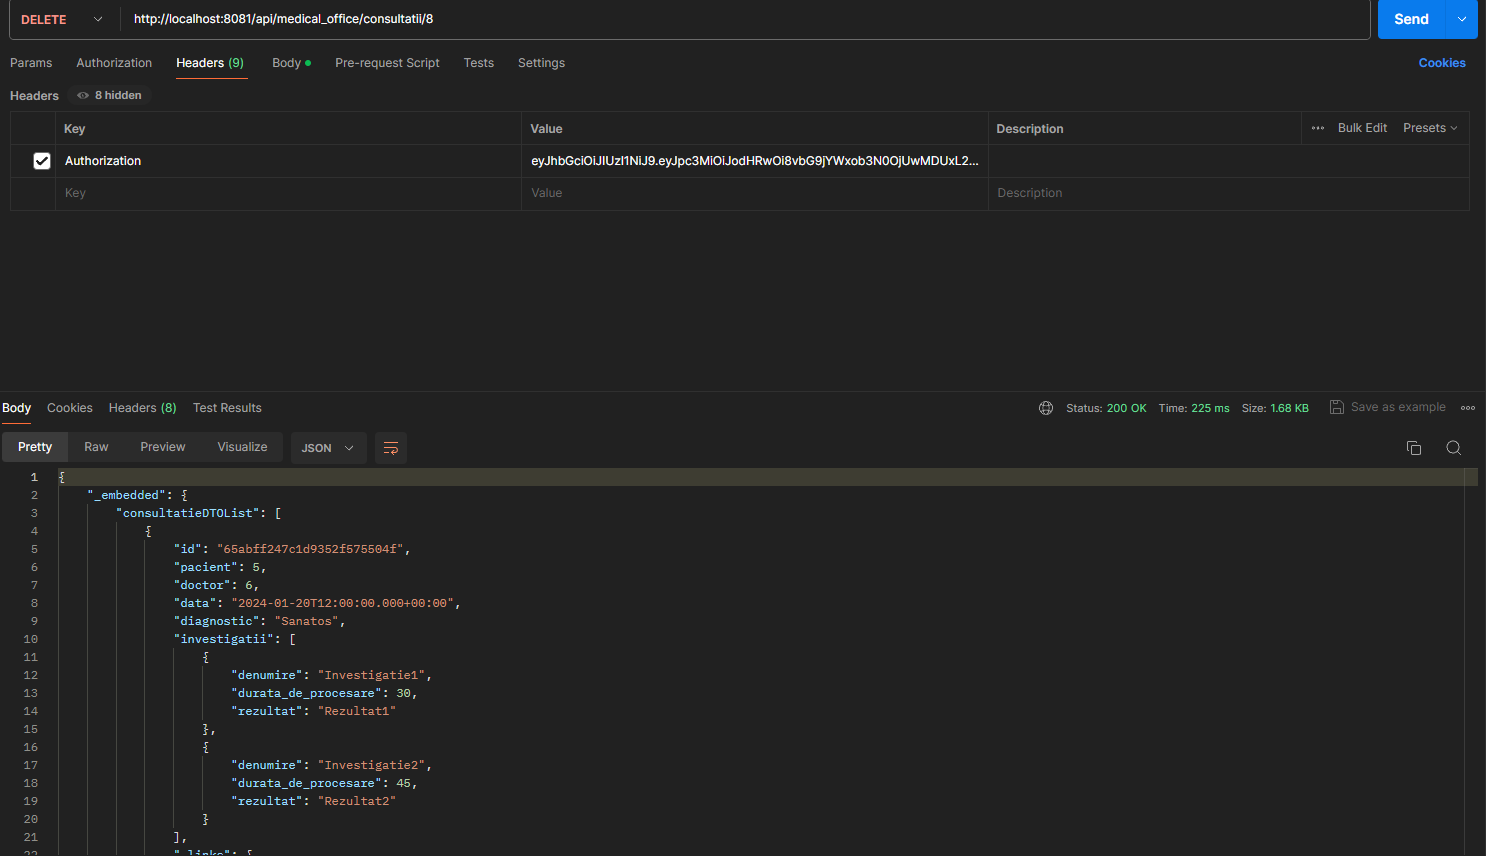 DELETE http://localhost:8081/api/medical_office/consultatii/8 Send
Params Authorization Headers (9) Body Pre-request Script Tests Settings Cookies
Headers 8 hidden
Key Value Description Bulk Edit Presets
Authorization eyJhbGciOiJIUzI1NiJ9.eyJpc3MiOiJodHRwOi8vbG9jYWxob3N0OjUwMDUxL2...
Key Value Description
Body Cookies Headers (8) Test Results Status: 200 OK Time: 225 ms Size: 1.68 KB Save as example
Pretty Raw Preview Visualize JSON
1 {
2 "_embedded": {
3 "consultatieDTOList": [
4 {
5 "id": "65abff247c1d9352f575504f",
6 "pacient": 5,
7 "doctor": 6,
8 "data": "2024-01-20T12:00:00.000+00:00",
9 "diagnostic": "Sanatos",
10 "investigatii": [
11 {
12 "denumire": "Investigatie1",
13 "durata_de_procesare": 30,
14 "rezultat": "Rezultat1"
15 },
16 {
17 "denumire": "Investigatie2",
18 "durata_de_procesare": 45,
19 "rezultat": "Rezultat2"
20 }
21 ],
22 "_links": {